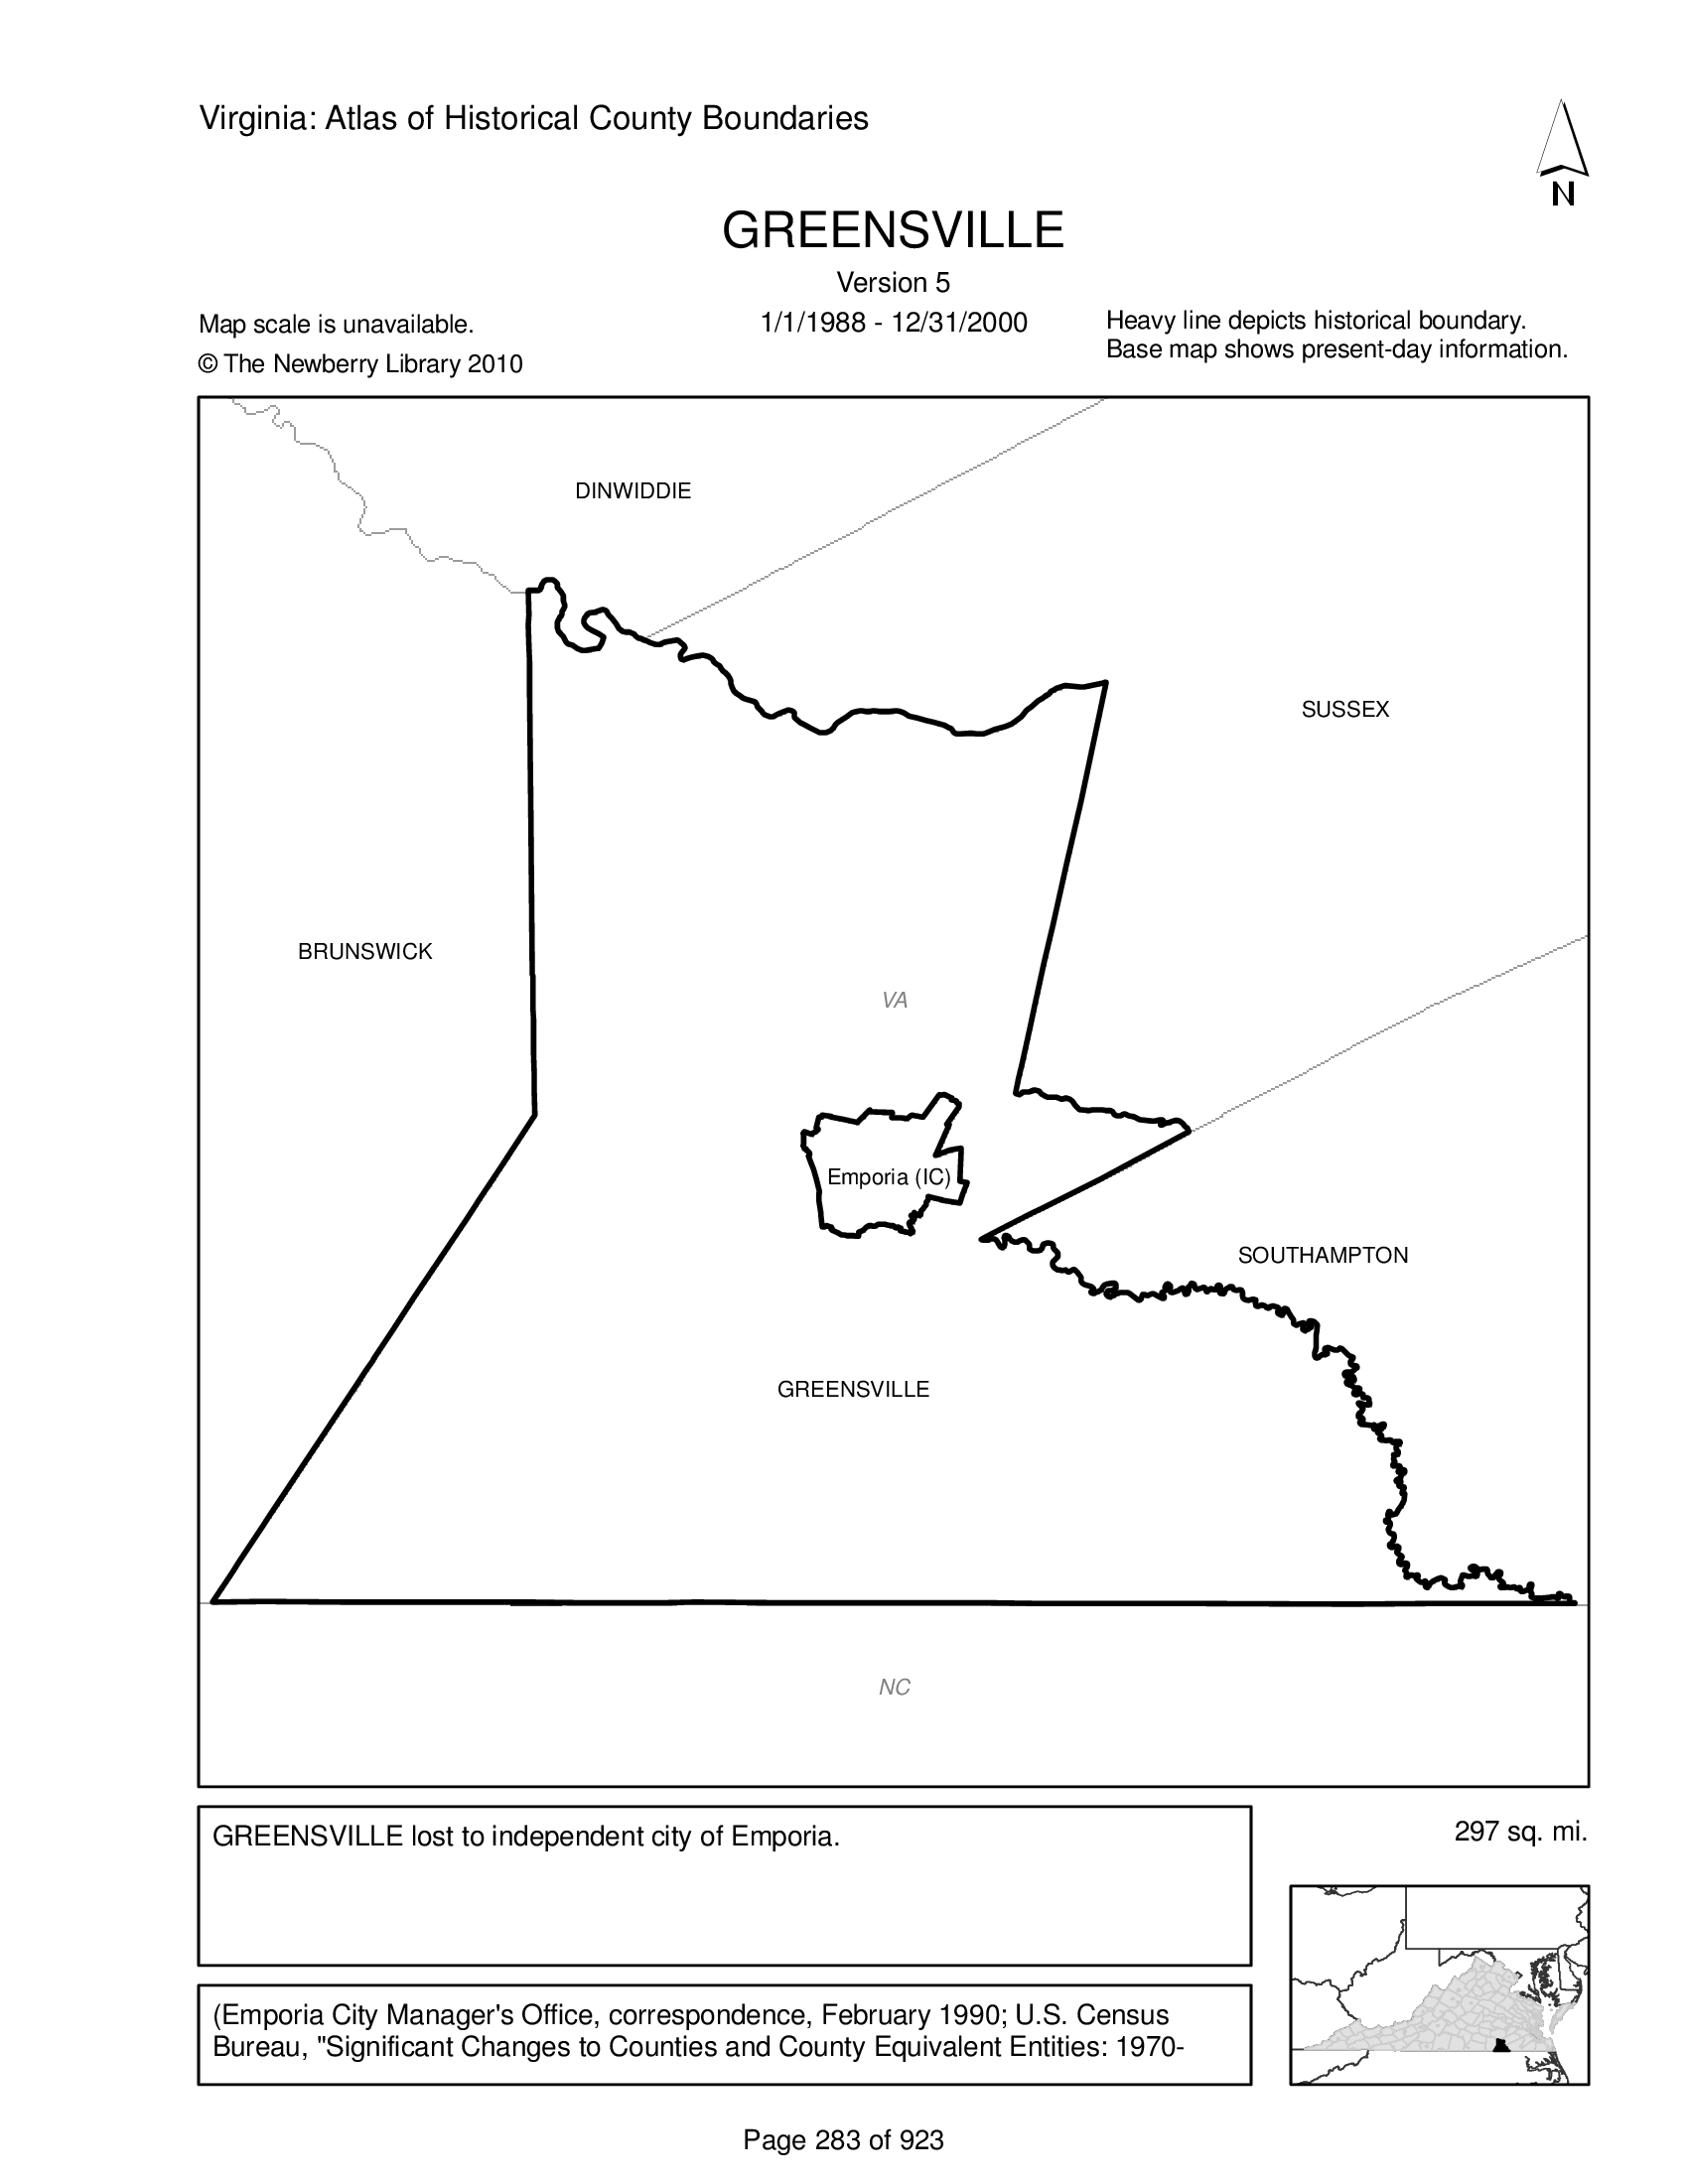 Virginia: Atlas of Historical County Boundaries
N
GREENSVILLE
Version 5
1/1/1988 - 12/31/2000
Map scale is unavailable.
© The Newberry Library 2010
Heavy line depicts historical boundary.
Base map shows present-day information.
DINWIDDIE
SUSSEX
BRUNSWICK
VA
Emporia (IC)
SOUTHAMPTON
GREENSVILLE
NC
GREENSVILLE lost to independent city of Emporia.
297 sq. mi.
(Emporia City Manager's Office, correspondence, February 1990; U.S. Census
Bureau, "Significant Changes to Counties and County Equivalent Entities: 1970-
Page 283 of 923